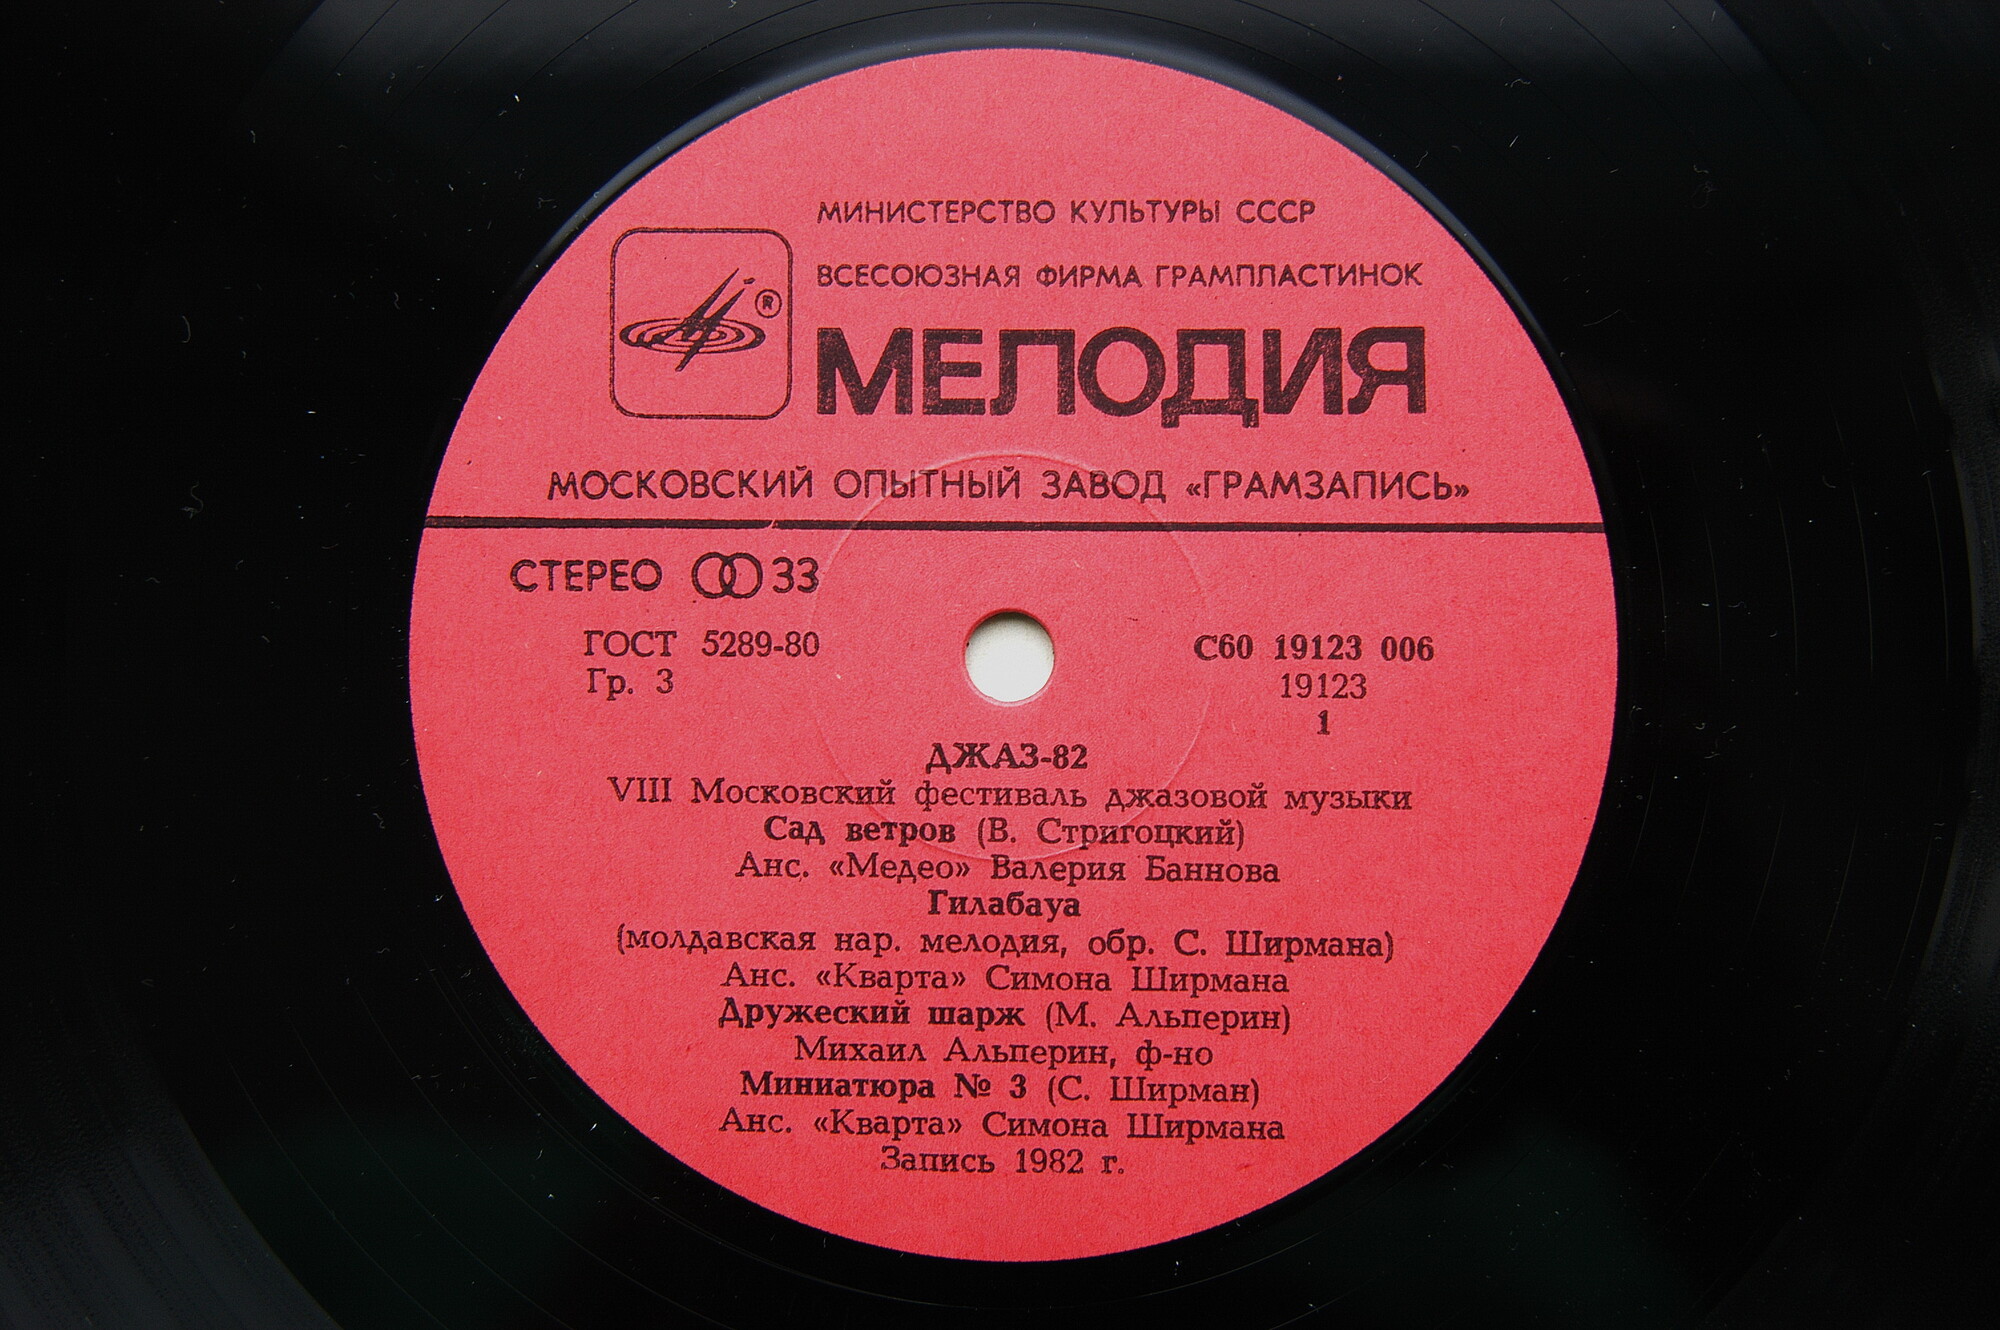 МИНИСТЕРСТВО КУЛЬТУРЫ СССР
ВСЕСОЮЗНАЯ ФИРМА ГРАМПЛАСТИНОК
®
МЕЛОДИЯ
МОСКОВСКИЙ ОПЫТНЫЙ ЗАВОД «ГРАМЗАПИСЬ»
СТЕРЕО 33
ГОСТ 5289-80
Гр. 3
С60 19123 006
19123
1
ДЖАЗ-82
VIII Московский фестиваль джазовой музыки
Сад ветров (В. Стригоцкий)
Анс. «Медео» Валерия Баннова
Гилабауа
(молдавская нар. мелодия, обр. С. Ширмана)
Анс. «Кварта» Симона Ширмана
Дружеский шарж (М. Альперин)
Михаил Альперин, ф-но
Миниатюра № 3 (С. Ширман)
Анс. «Кварта» Симона Ширмана
Запись 1982 г.